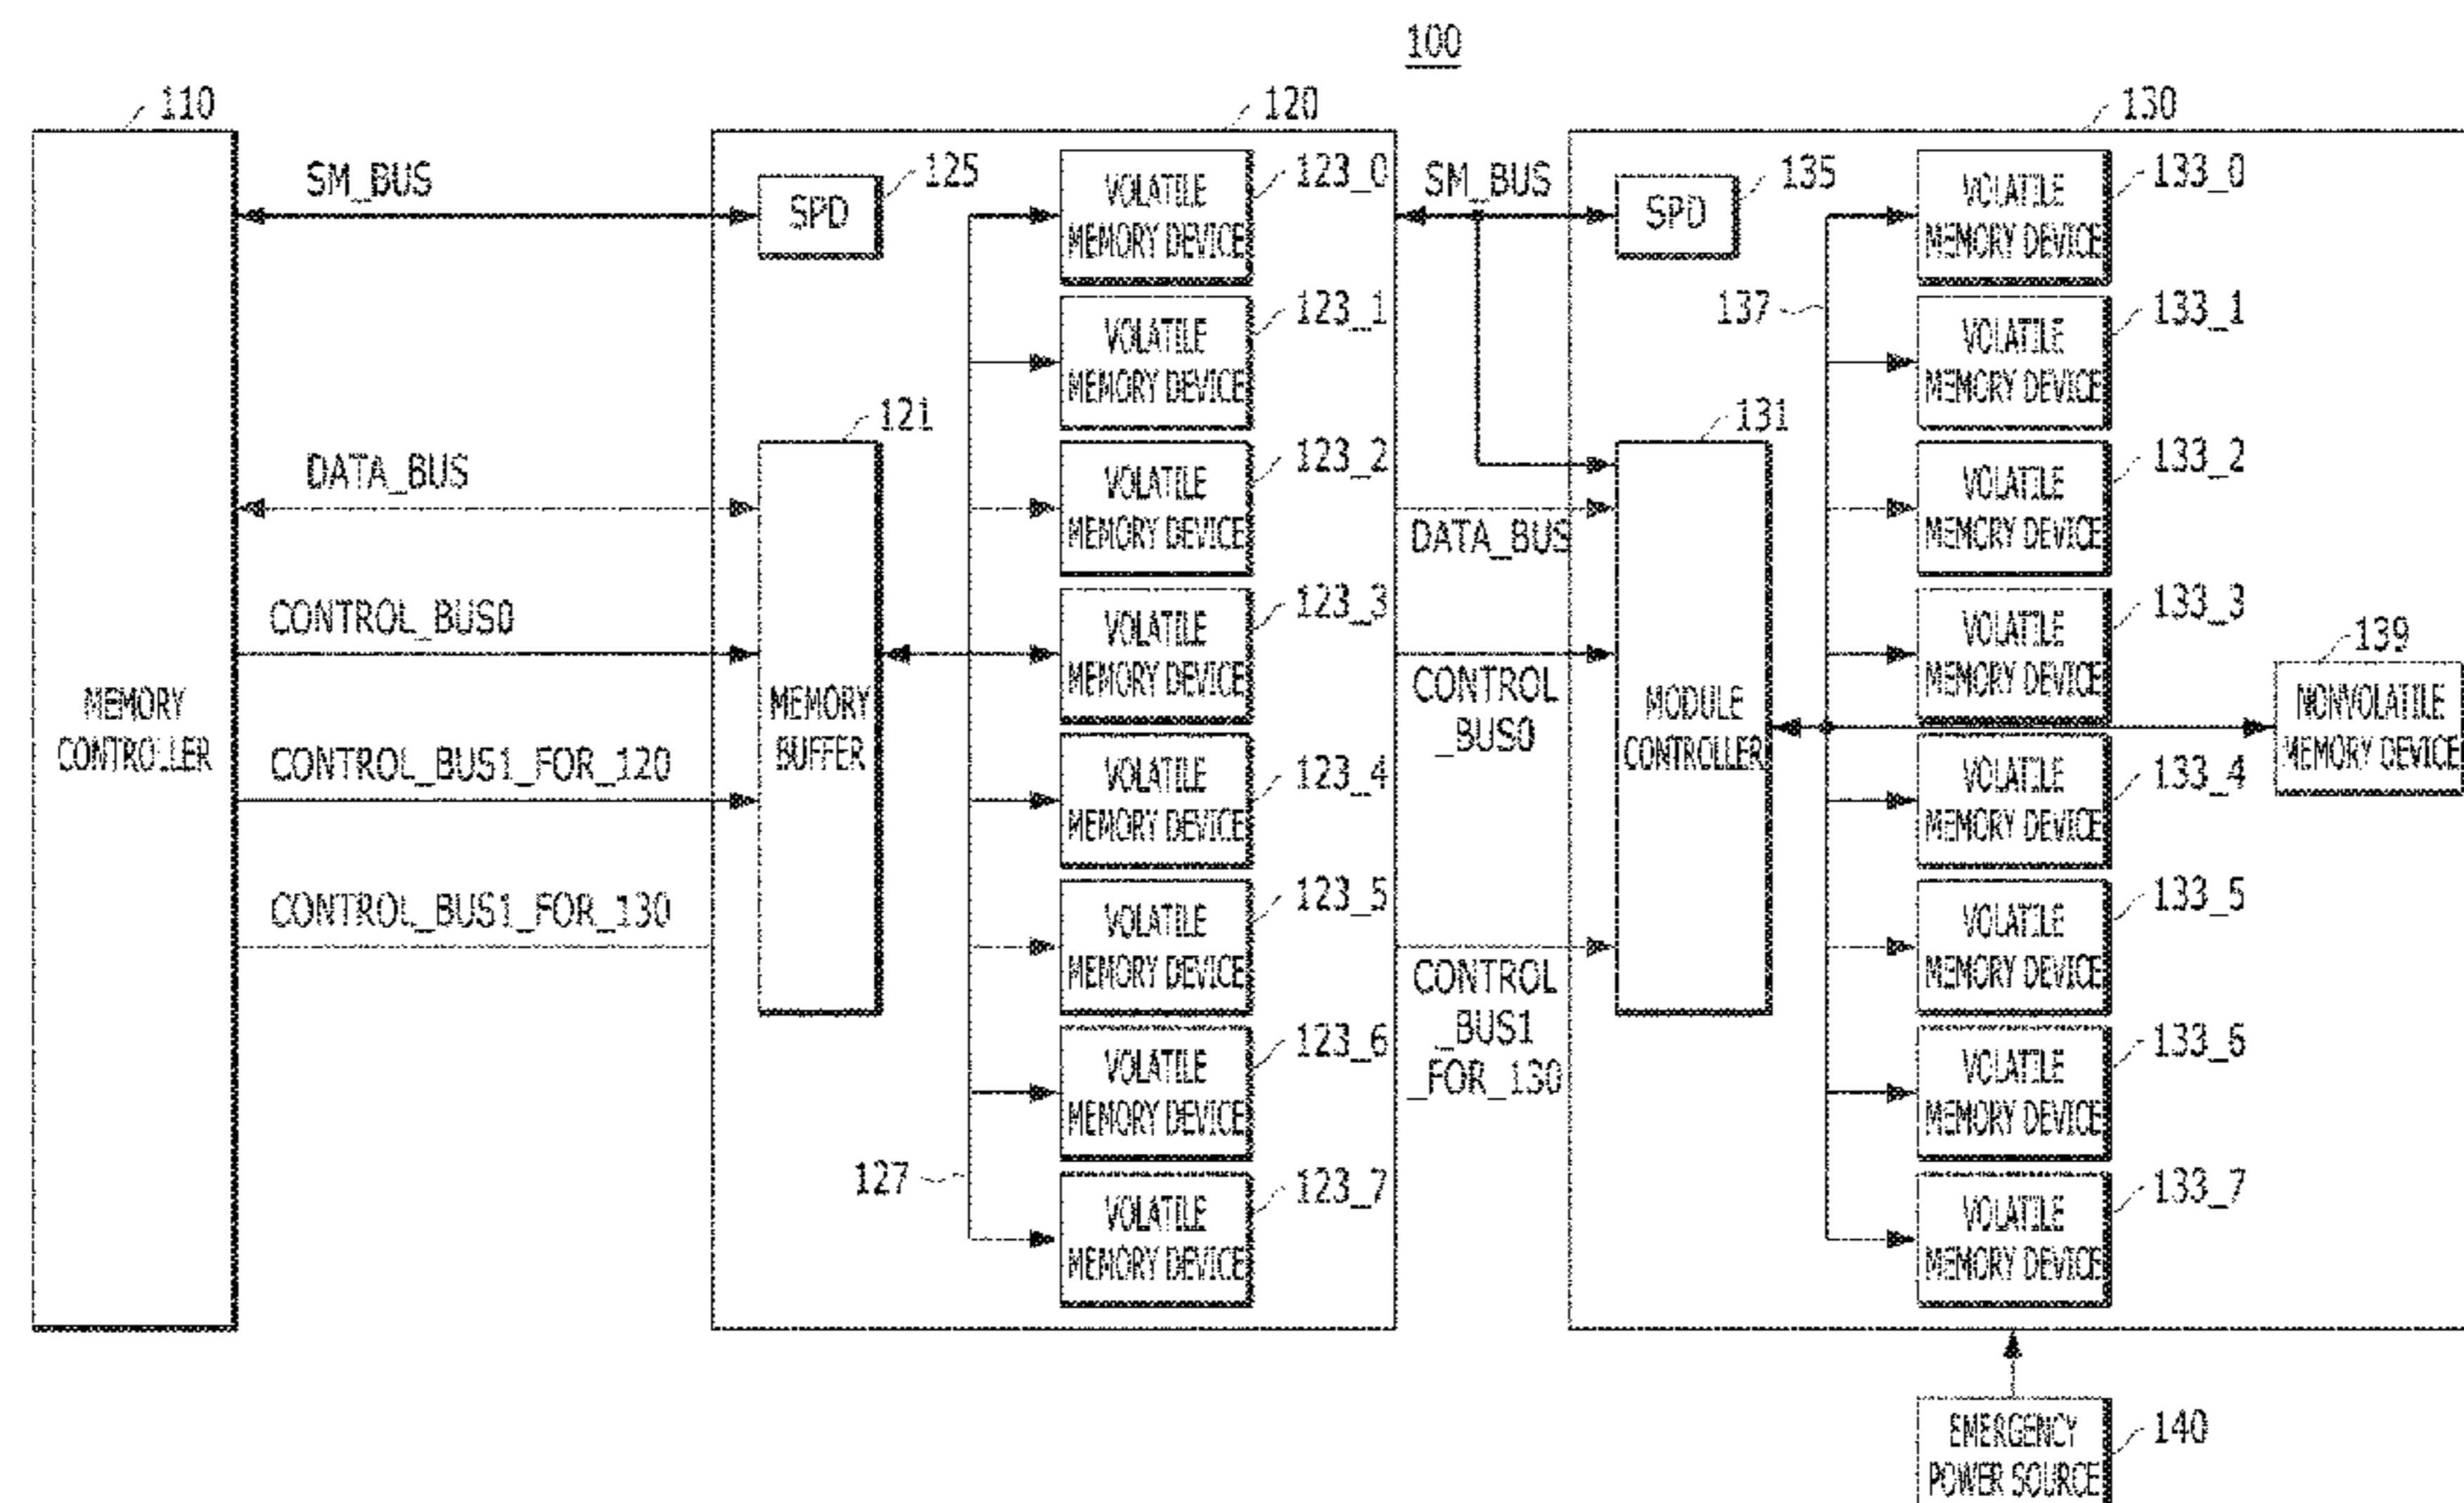 100
110
120
130
SM_BUS
SPD
125
VOLATILE
MEMORY DEVICE
123_0
SM_BUS
SPD
135
VOLATILE
MEMORY DEVICE
133_0
VOLATILE
MEMORY DEVICE
123_1
137
VOLATILE
MEMORY DEVICE
133_1
DATA_BUS
121
VOLATILE
MEMORY DEVICE
123_2
DATA_BUS
131
VOLATILE
MEMORY DEVICE
133_2
CONTROL_BUS0
VOLATILE
MEMORY DEVICE
123_3
CONTROL
_BUS0
VOLATILE
MEMORY DEVICE
133_3
139
NONVOLATILE
MEMORY DEVICE
MEMORY
CONTROLLER
MEMORY
BUFFER
MODULE
CONTROLLER
CONTROL_BUS1_FOR_120
VOLATILE
MEMORY DEVICE
123_4
VOLATILE
MEMORY DEVICE
133_4
CONTROL_BUS1_FOR_130
VOLATILE
MEMORY DEVICE
123_5
CONTROL
_BUS1
_FOR_130
VOLATILE
MEMORY DEVICE
133_5
VOLATILE
MEMORY DEVICE
123_6
VOLATILE
MEMORY DEVICE
133_6
127
VOLATILE
MEMORY DEVICE
123_7
VOLATILE
MEMORY DEVICE
133_7
EMERGENCY
POWER SOURCE
140